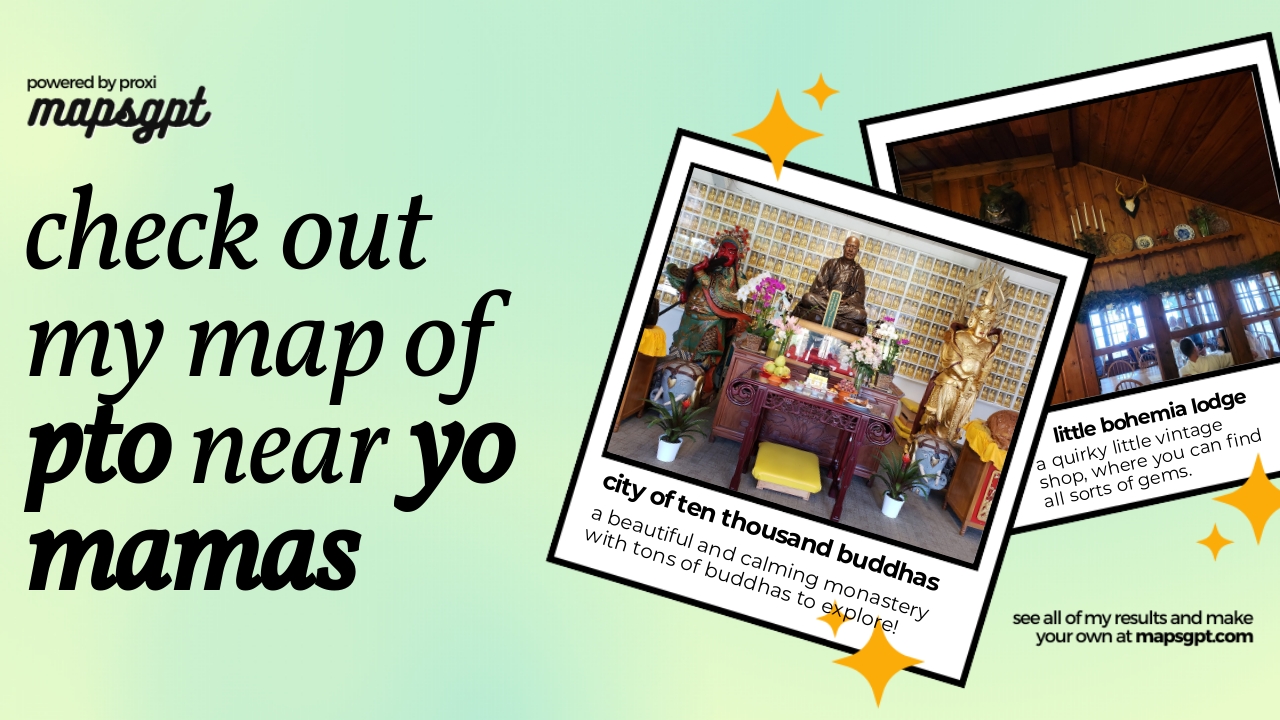 powered by proxi
mapsgpt
check out
my map of
pto near yo
mamas
city of ten thousand buddhas
a beautiful and calming monastery
with tons of buddhas to explore!
little bohemia lodge
a quirky little vintage
shop, where you can find
all sorts of gems.
see all of my results and make
your own at mapsgpt.com